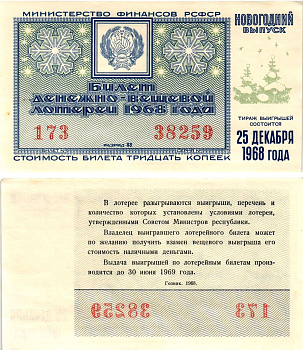 МИНИСТЕРСТВО ФИНАНСОВ РСФСР
НОВОГОДНИЙ
ВЫПУСК
Билет
денежно-вещевой
лотереи 1968 года
173 38259
РАЗРЯД 88
СТОИМОСТЬ БИЛЕТА ТРИДЦАТЬ КОПЕЕК
ТИРАЖ ВЫИГРЫШЕЙ
СОСТОИТСЯ
25 ДЕКАБРЯ
1968 ГОДА
В лотерее разыгрываются выигрыши, перечень и
количество которых установлены условиями лотереи,
утвержденными Советом Министров республики.
Владелец выигравшего лотерейного билета может
по желанию получить взамен вещевого выигрыша его
стоимость наличными деньгами.
Выдача выигрышей по лотерейным билетам производится до 30 июня 1969 года.
Гознак. 1968.
38259 173